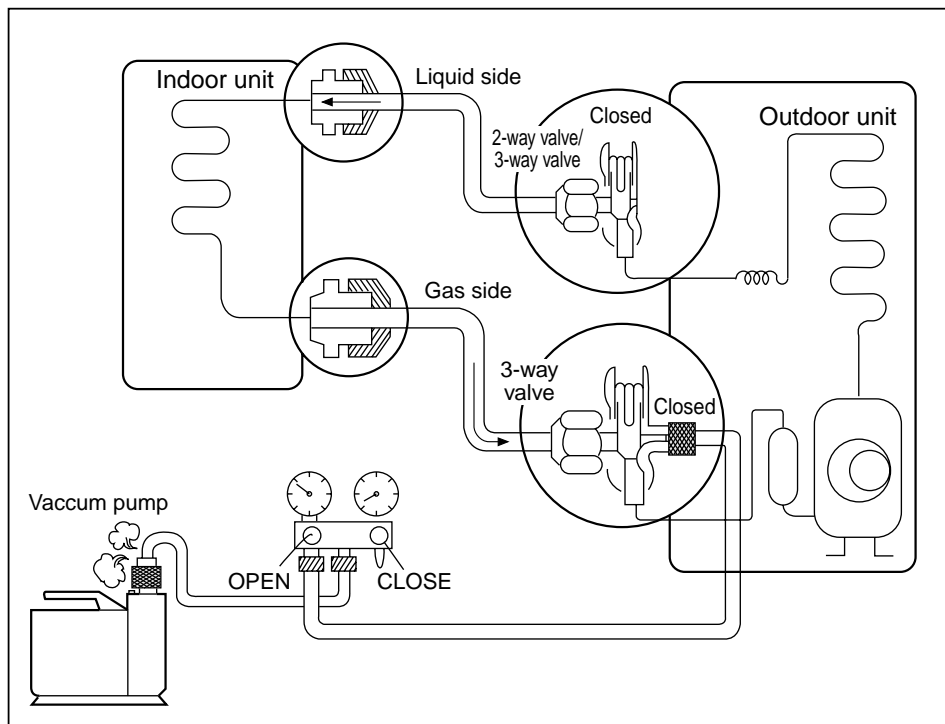 Indoor unit
Liquid side
Closed
2-way valve/
3-way valve
Outdoor unit
Gas side
3-way
valve
Closed
Vaccum pump
OPEN
CLOSE